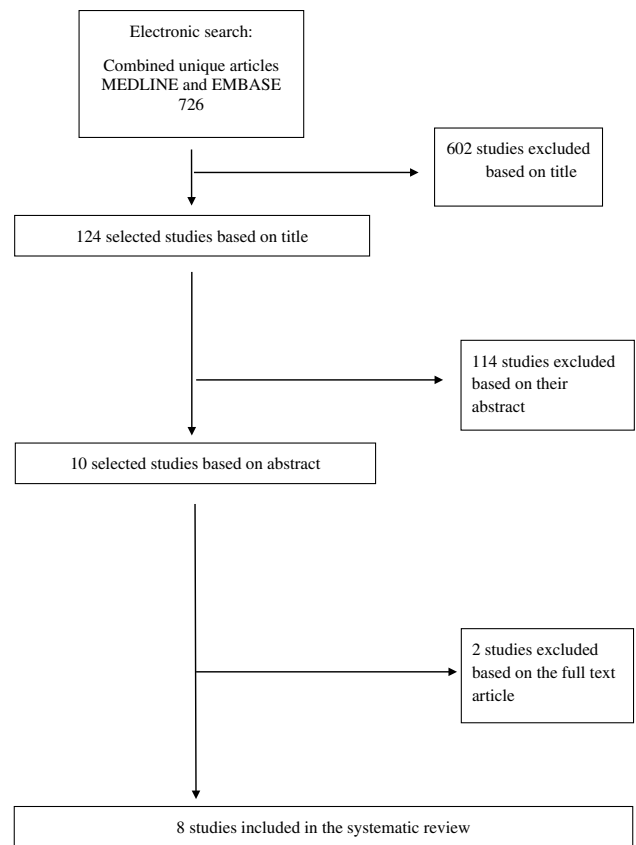 Electronic search:
Combined unique articles
MEDLINE and EMBASE
726
602 studies excluded
based on title
124 selected studies based on title
114 studies excluded
based on their
abstract
10 selected studies based on abstract
2 studies excluded
based on the full text
article
8 studies included in the systematic review